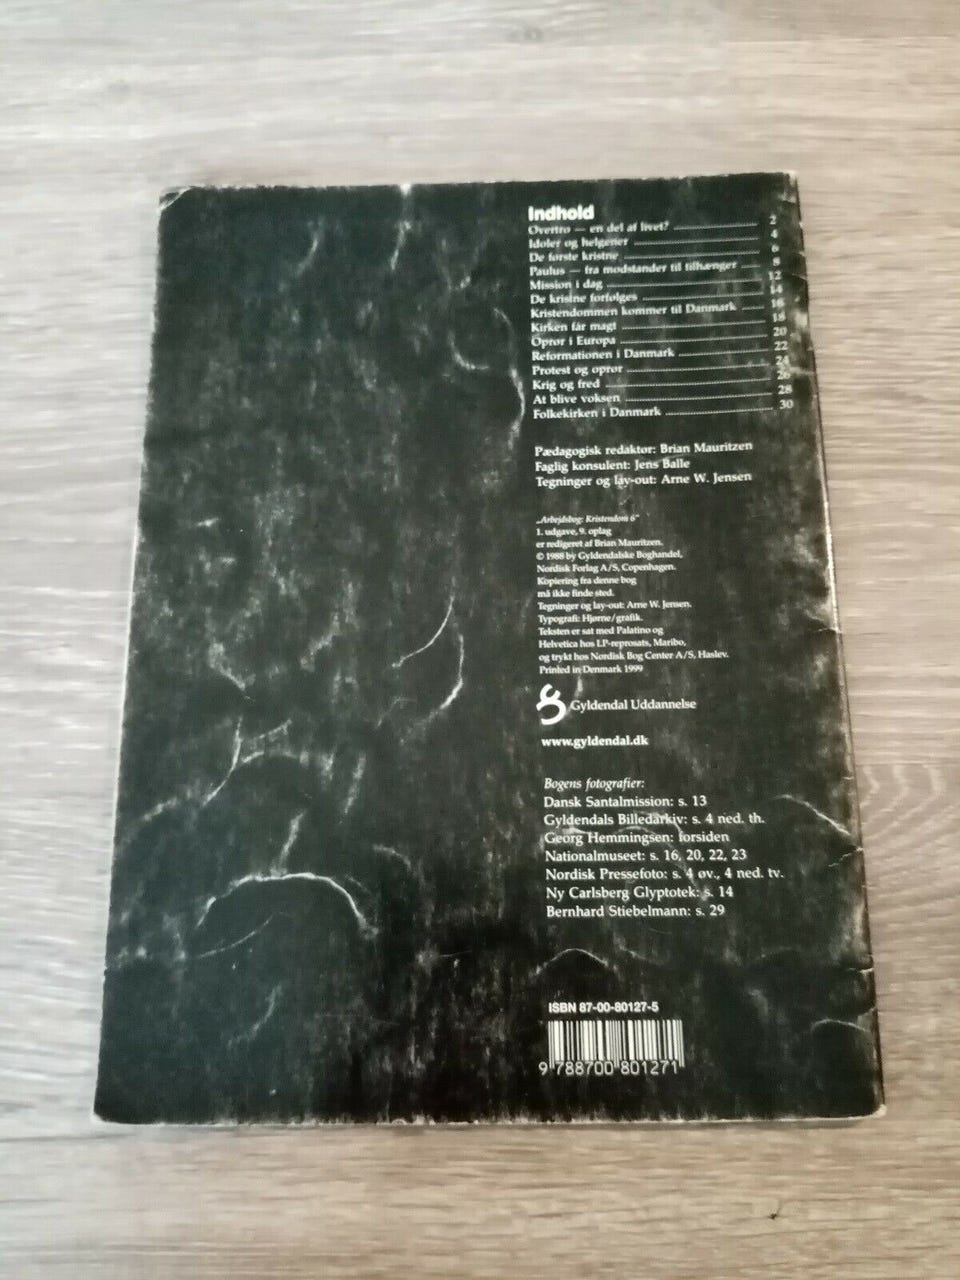 Indhold
Overtro — en del af livet? 2
Idoler og helgener 4
De første kristne 6
Paulus — fra modstander til tilhænger 8
Mission i dag 12
De kristne forfølges 14
Kristendommen kommer til Danmark 16
Kirken får magt 18
Oprør i Europa 20
Reformationen i Danmark 22
Protest og oprør 24
Krig og fred 26
At blive voksen 28
Folkekirken i Danmark 30
Pædagogisk redaktør: Brian Mauritzen
Faglig konsulent: Jens Balle
Tegninger og lay-out: Arne W. Jensen
„Arbejdsbog: Kristendom 6”
1. udgave, 9. oplag
er redigeret af Brian Mauritzen.
© 1988 by Gyldendalske Boghandel,
Nordisk Forlag A/S, Copenhagen.
Kopiering fra denne bog
må ikke finde sted.
Tegninger og lay-out: Arne W. Jensen.
Typografi: Hjørne/grafik.
Teksten er sat med Palatino og
Helvetica hos LP-reprosats, Maribo,
og trykt hos Nordisk Bog Center A/S, Haslev.
Printed in Denmark 1999
Gyldendal Uddannelse
www.gyldendal.dk
Bogens fotografier:
Dansk Santalmission: s. 13
Gyldendals Billedarkiv: s. 4 ned. th.
Georg Hemmingsen: forsiden
Nationalmuseet: s. 16, 20, 22, 23
Nordisk Pressefoto: s. 4 øv., 4 ned. tv.
Ny Carlsberg Glyptotek: s. 14
Bernhard Stiebelmann: s. 29
ISBN 87-00-80127-5
9 788700 801271